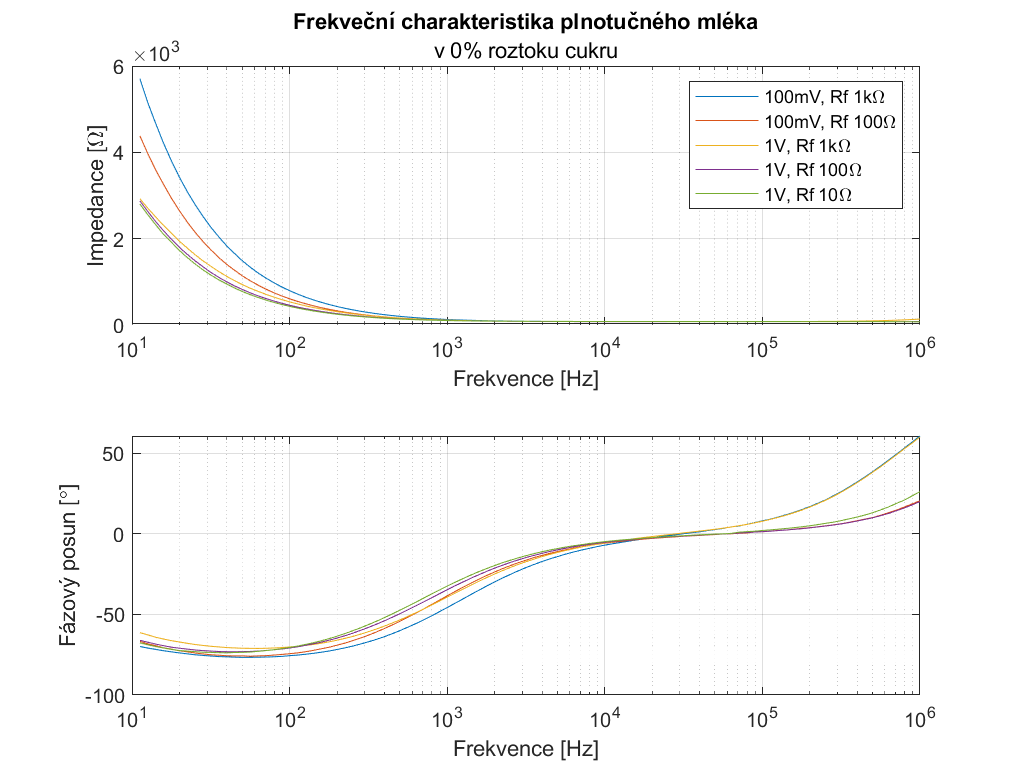 Frekveční charakteristika plnotučného mléka
v 0% roztoku cukru
×10³
6
4
2
0
Impedance [Ω]
100mV, Rf 1kΩ
100mV, Rf 100Ω
1V, Rf 1kΩ
1V, Rf 100Ω
1V, Rf 10Ω
10¹ 10² 10³ 10⁴ 10⁵ 10⁶
Frekvence [Hz]
50
0
-50
-100
Fázový posun [°]
10¹ 10² 10³ 10⁴ 10⁵ 10⁶
Frekvence [Hz]